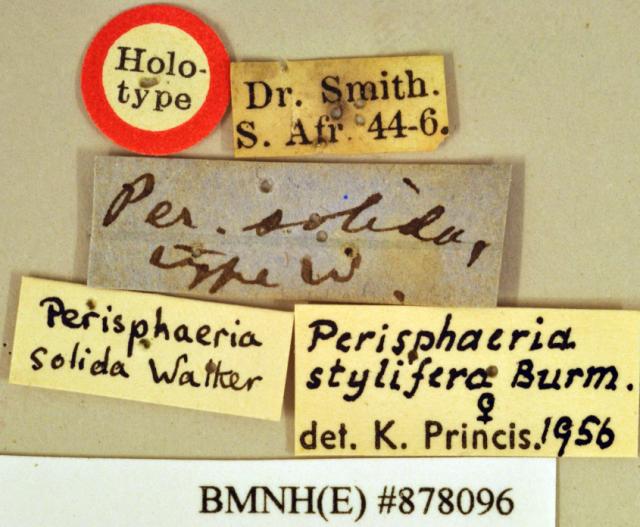 Holo-
type
Dr. Smith.
S. Afr. 44-6.
Per. solida,
type W.
Perisphaeria
solida Walker
Perisphaeria
stylifera Burm.
♀
det. K. Princis. 1956
BMNH(E) #878096